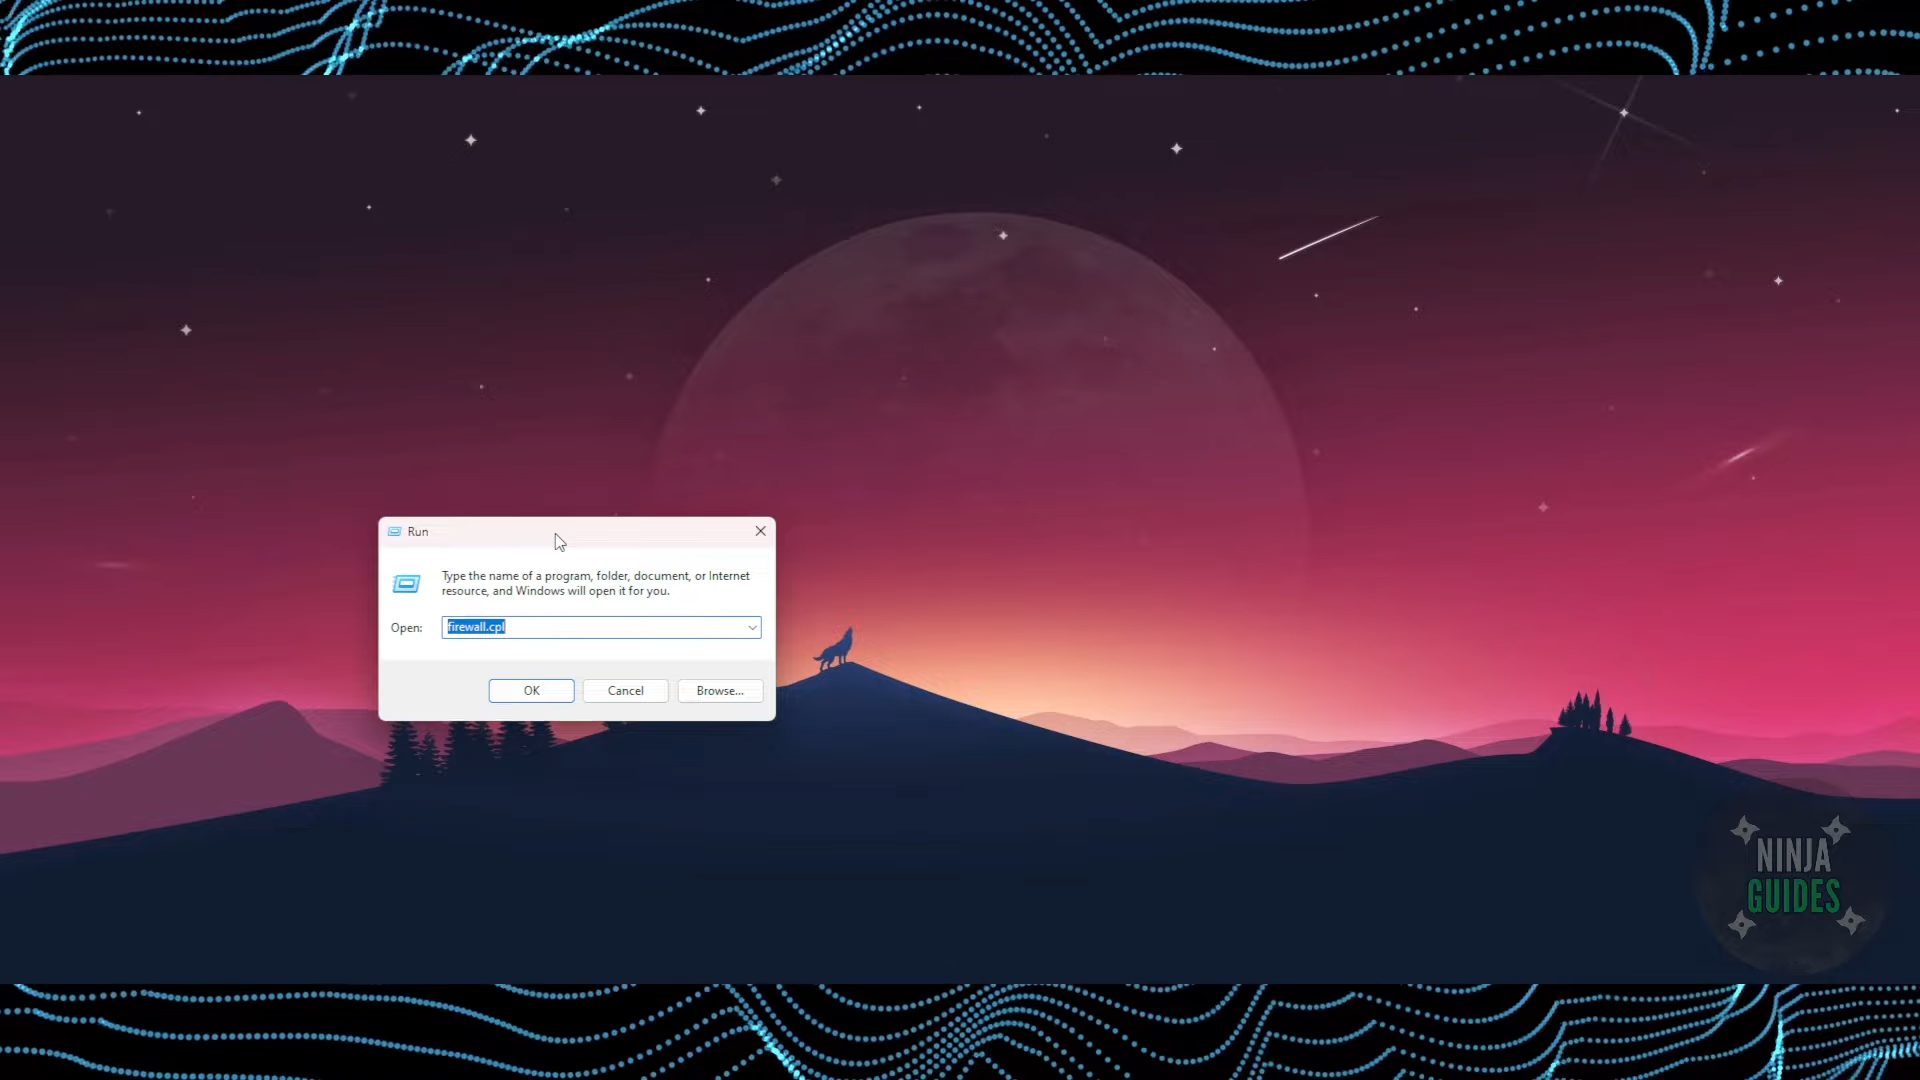 Run
Type the name of a program, folder, document, or Internet
resource, and Windows will open it for you.
Open:
firewall.cpl
OK
Cancel
Browse...
NINJA
GUIDES